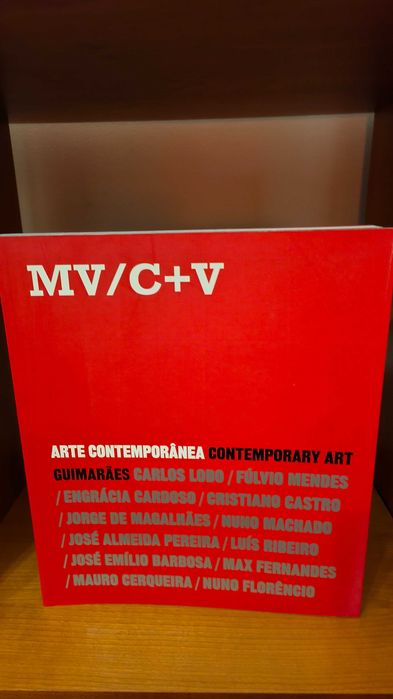 MV/C+V
ARTE CONTEMPORÂNEA CONTEMPORARY ART
GUIMARÃES CARLOS LOBO / FÚLVIO MENDES
/ ENGRÁCIA CARDOSO / CRISTIANO CASTRO
/ JORGE DE MAGALHÃES / NUNO MACHADO
/ JOSÉ ALMEIDA PEREIRA / LUÍS RIBEIRO
/ JOSÉ EMÍLIO BARBOSA / MAX FERNANDES
/ MAURO CERQUEIRA / NUNO FLORÊNCIO